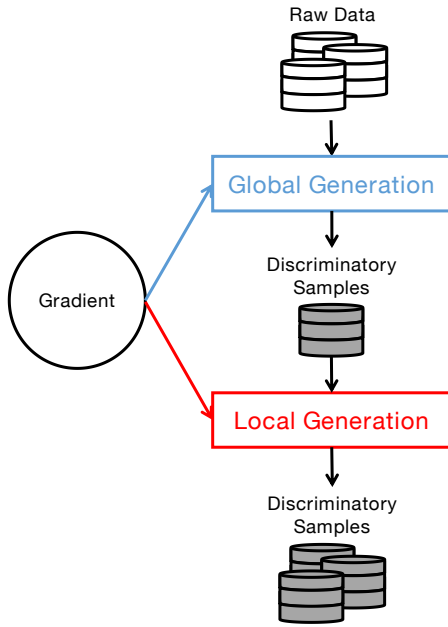 Raw Data
Global Generation
Discriminatory
Samples
Gradient
Local Generation
Discriminatory
Samples